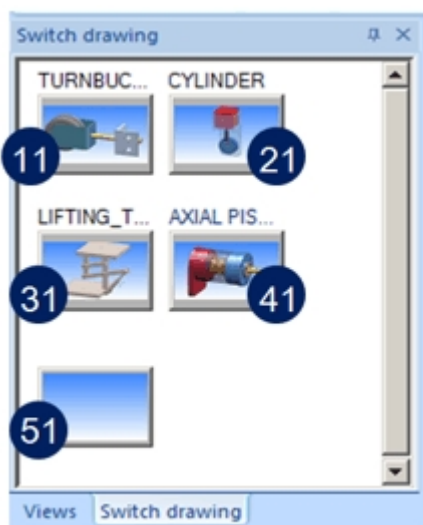 Switch drawing
TURNBUC... CYLINDER
11 21
LIFTING_T... AXIAL PIS...
31 41
51
Views Switch drawing